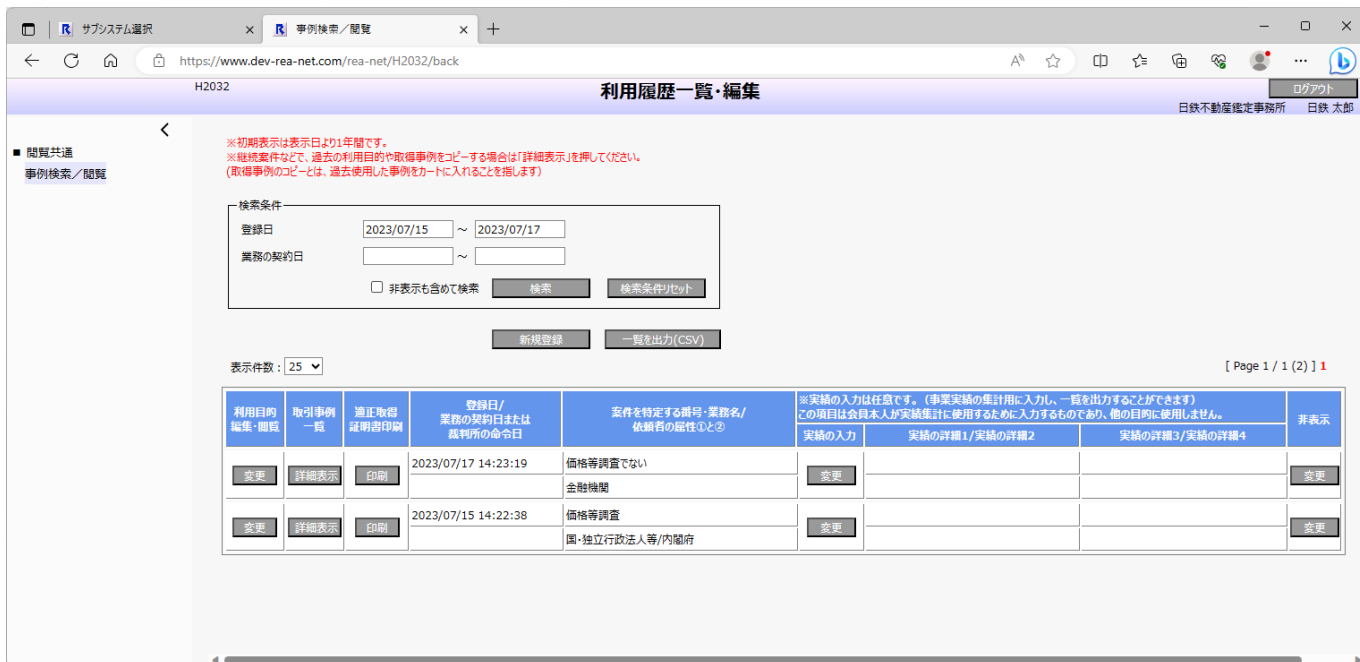 サブシステム選択
事例検索／閲覧
https://www.dev-rea-net.com/rea-net/H2032/back
H2032
利用履歴一覧・編集
ログアウト
日鉄不動産鑑定事務所 日鉄 太郎
■ 閲覧共通
事例検索／閲覧
※初期表示は表示日より1年間です。
※継続案件などで、過去の利用目的や取得事例をコピーする場合は「詳細表示」を押してください。
(取得事例のコピーとは、過去使用した事例をカートに入れることを指します)
検索条件
登録日 2023/07/15 ～ 2023/07/17
業務の契約日 ～
非表示も含めて検索 検索 検索条件リセット
新規登録 一覧を出力(CSV)
表示件数： 25
[ Page 1 / 1 (2) ] 1
利用目的
編集・閲覧
取引事例
一覧
適正取得
証明書印刷
登録日/
業務の契約日または
裁判所の命令日
案件を特定する番号・業務名/
依頼者の属性①と②
※実績の入力は任意です。(事業実績の集計用に入力し、一覧を出力することができます)
この項目は会員本人が実績集計に使用するために入力するものであり、他の目的に使用しません。
実績の入力 実績の詳細1/実績の詳細2 実績の詳細3/実績の詳細4
非表示
変更 詳細表示 印刷 2023/07/17 14:23:19 価格等調査でない 変更 変更
金融機関
変更 詳細表示 印刷 2023/07/15 14:22:38 価格等調査 変更 変更
国・独立行政法人等/内閣府